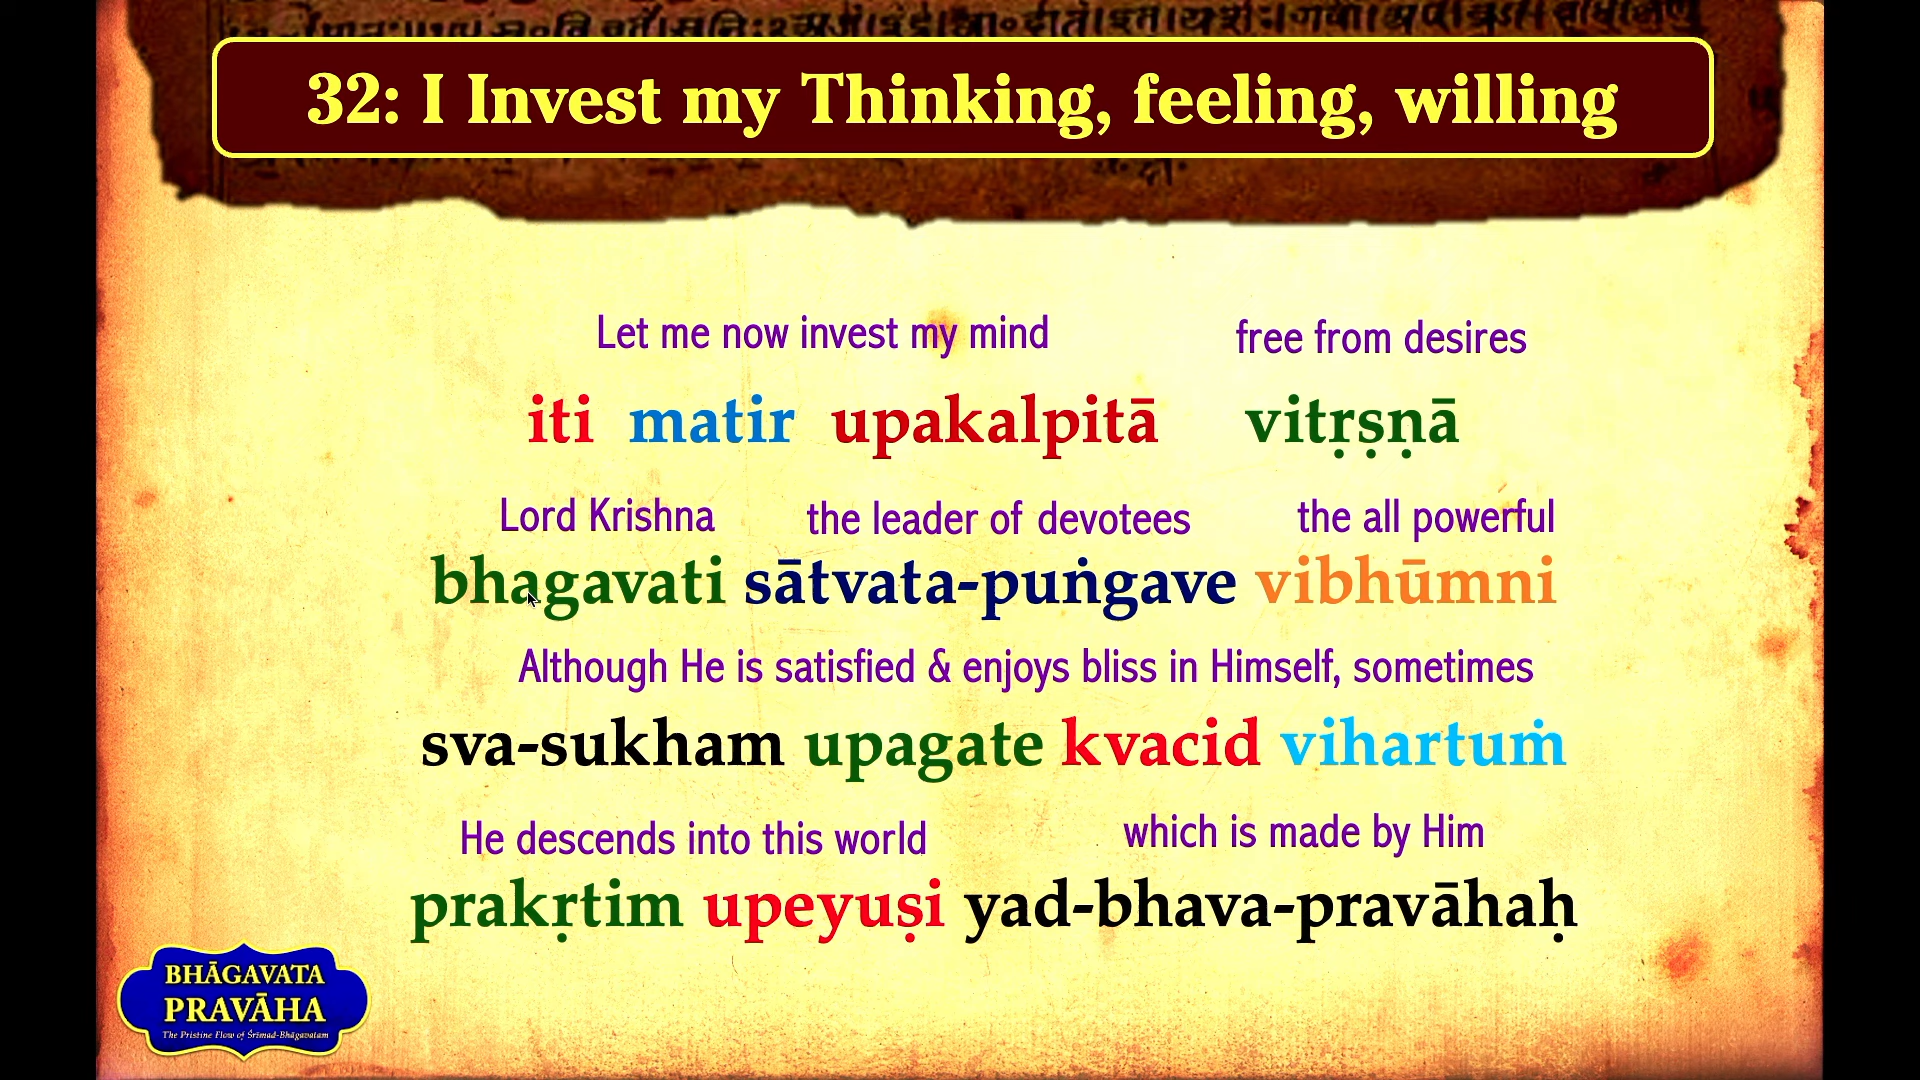 32: I Invest my Thinking, feeling, willing
Let me now invest my mind free from desires
iti matir upakalpitā vitṛṣṇā
Lord Krishna the leader of devotees the all powerful
bhagavati sātvata-puṅgave vibhūmni
Although He is satisfied & enjoys bliss in Himself, sometimes
sva-sukham upagate kvacid vihartuṁ
He descends into this world which is made by Him
prakṛtim upeyuṣi yad-bhava-pravāhaḥ
BHĀGAVATA
PRAVĀHA
The Pristine Flow of Śrīmad-Bhāgavatam